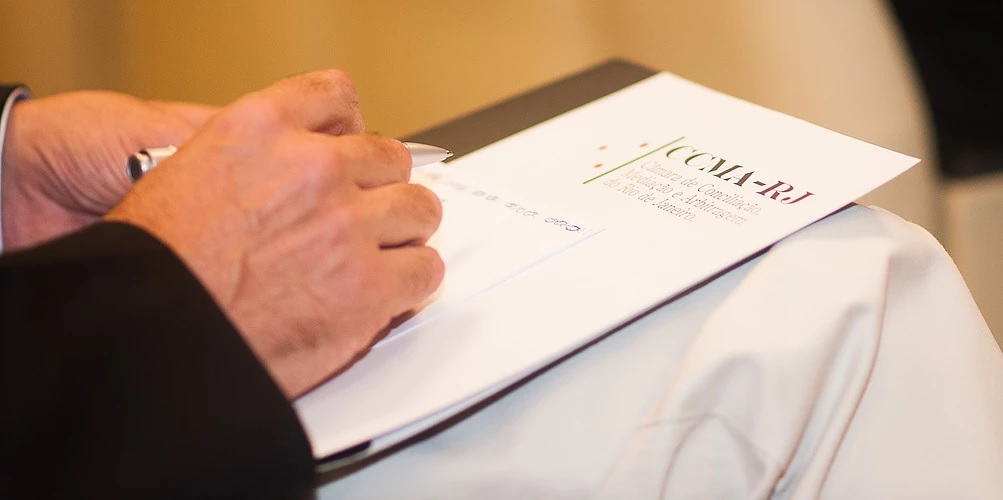 CCMA-RJ
Câmara de Conciliação,
Mediação e Arbitragem
do Rio de Janeiro.